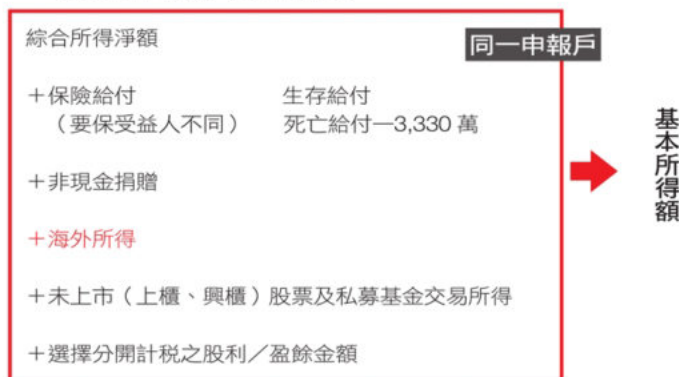 綜合所得淨額
同一申報戶
＋保險給付 生存給付
（要保受益人不同） 死亡給付—3,330 萬
＋非現金捐贈
＋海外所得
＋未上市（上櫃、興櫃）股票及私募基金交易所得
＋選擇分開計税之股利／盈餘金額
基本所得額